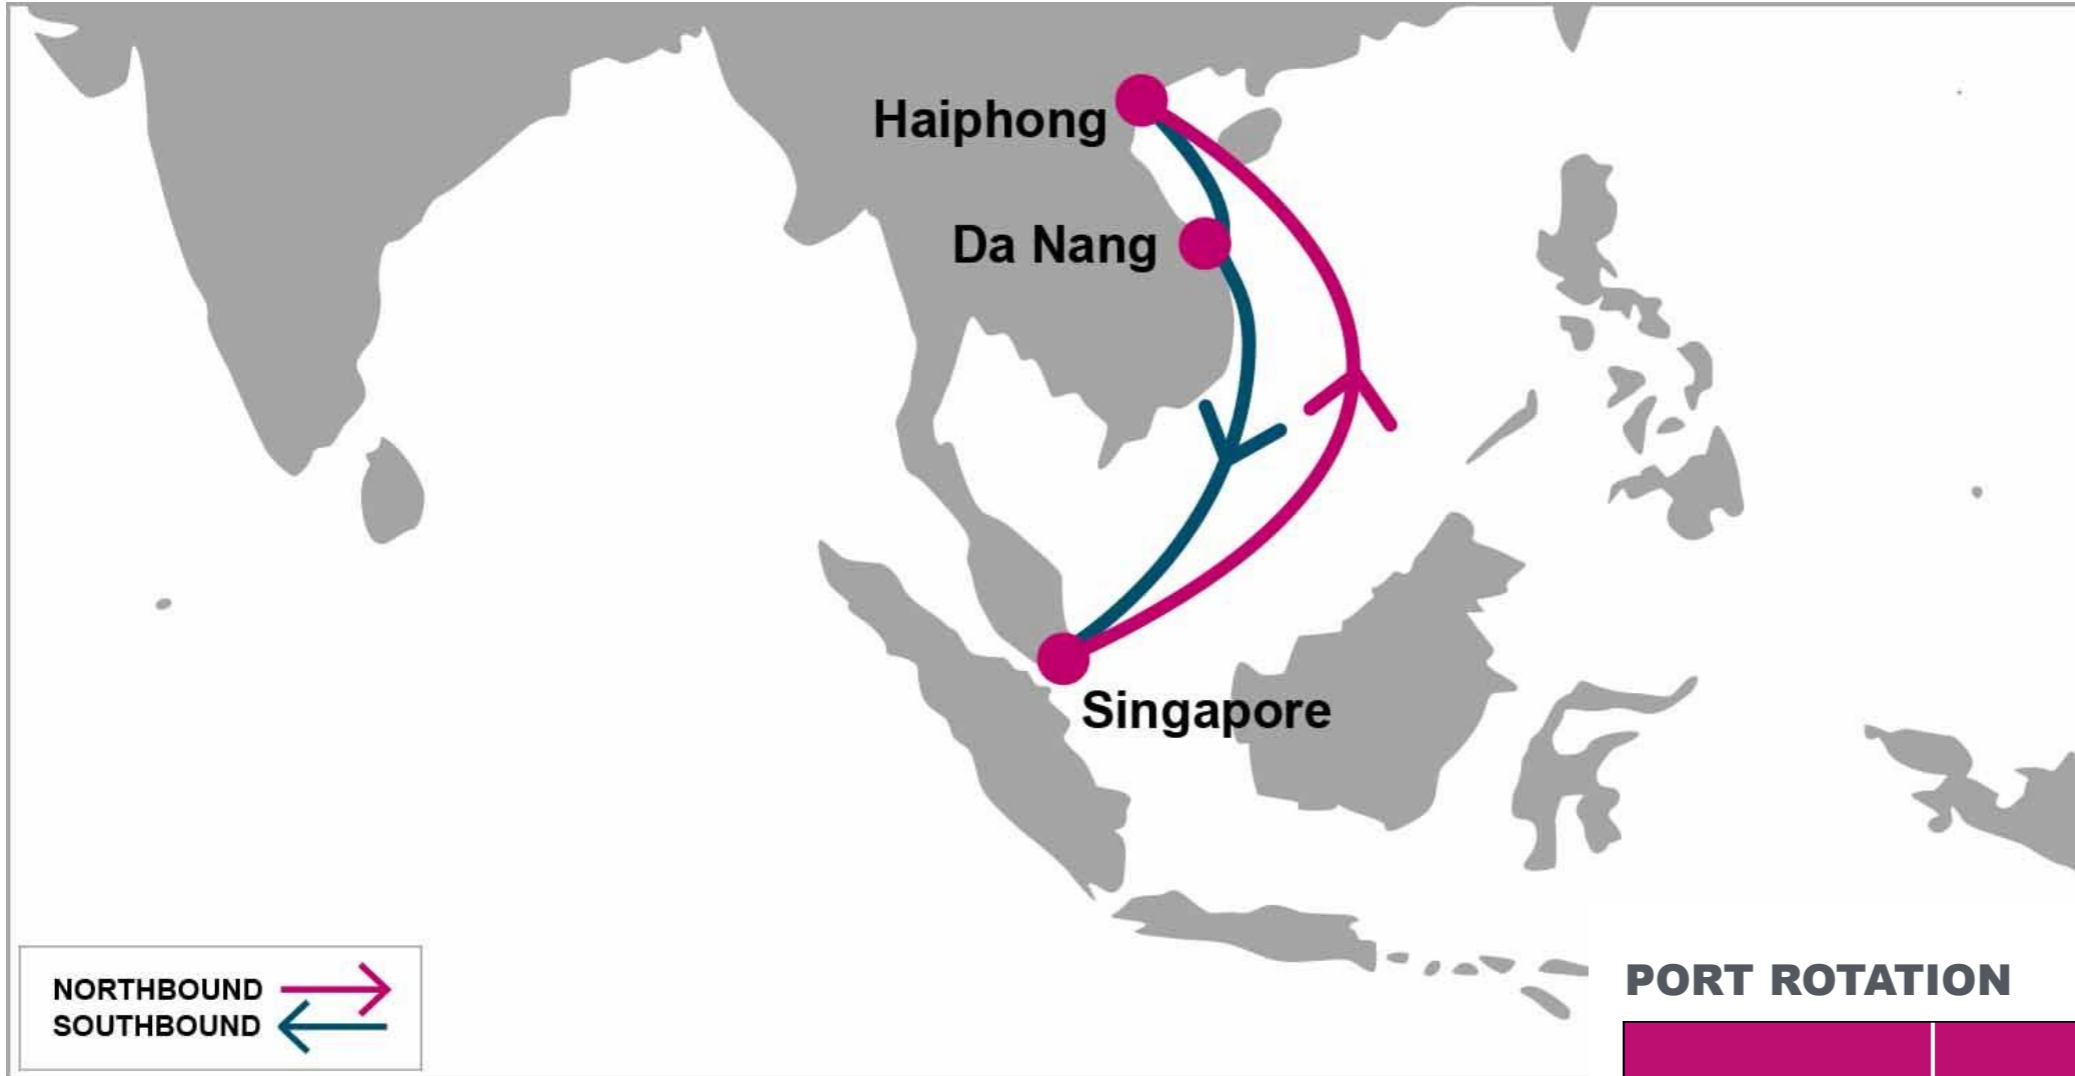 Haiphong
Da Nang
Singapore
NORTHBOUND
SOUTHBOUND
PORT ROTATION